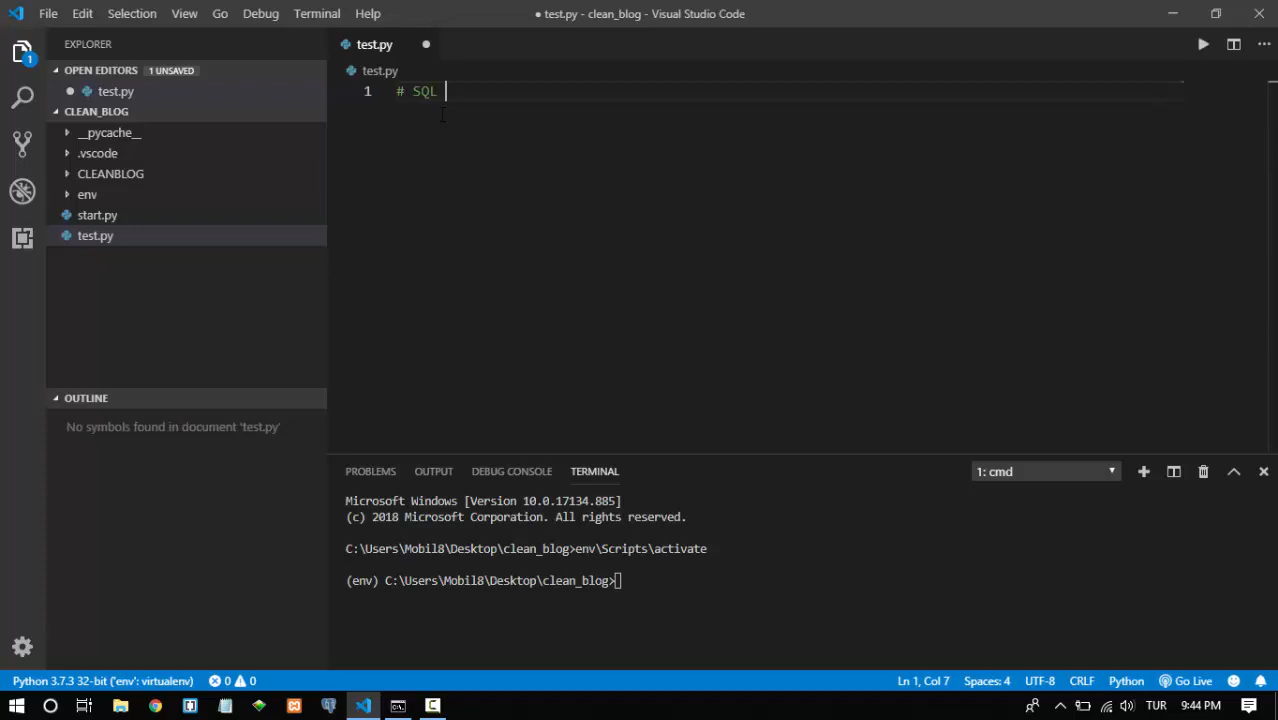 File Edit Selection View Go Debug Terminal Help
● test.py - clean_blog - Visual Studio Code
EXPLORER
OPEN EDITORS 1 UNSAVED
test.py
CLEAN_BLOG
__pycache__
.vscode
CLEANBLOG
env
start.py
test.py
OUTLINE
No symbols found in document 'test.py'
1
test.py
test.py
1 # SQL
PROBLEMS OUTPUT DEBUG CONSOLE TERMINAL
1: cmd
Microsoft Windows [Version 10.0.17134.885]
(c) 2018 Microsoft Corporation. All rights reserved.
C:\Users\Mobil8\Desktop\clean_blog>env\Scripts\activate
(env) C:\Users\Mobil8\Desktop\clean_blog>
Python 3.7.3 32-bit ('env': virtualenv) 0 0
Ln 1, Col 7 Spaces: 4 UTF-8 CRLF Python Go Live
TUR 9:44 PM